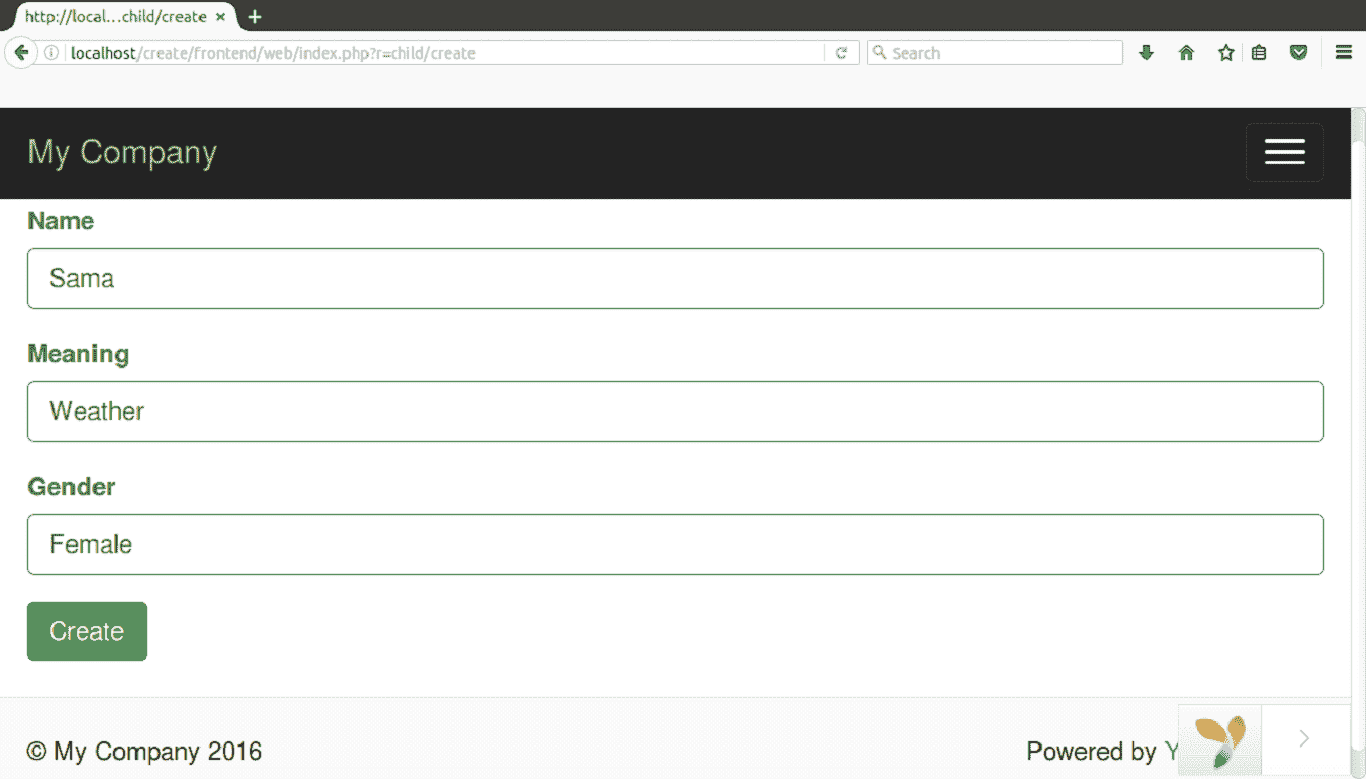 http://local...child/create
localhost/create/frontend/web/index.php?r=child/create
Search
My Company
Name
Sama
Meaning
Weather
Gender
Female
Create
© My Company 2016
Powered by